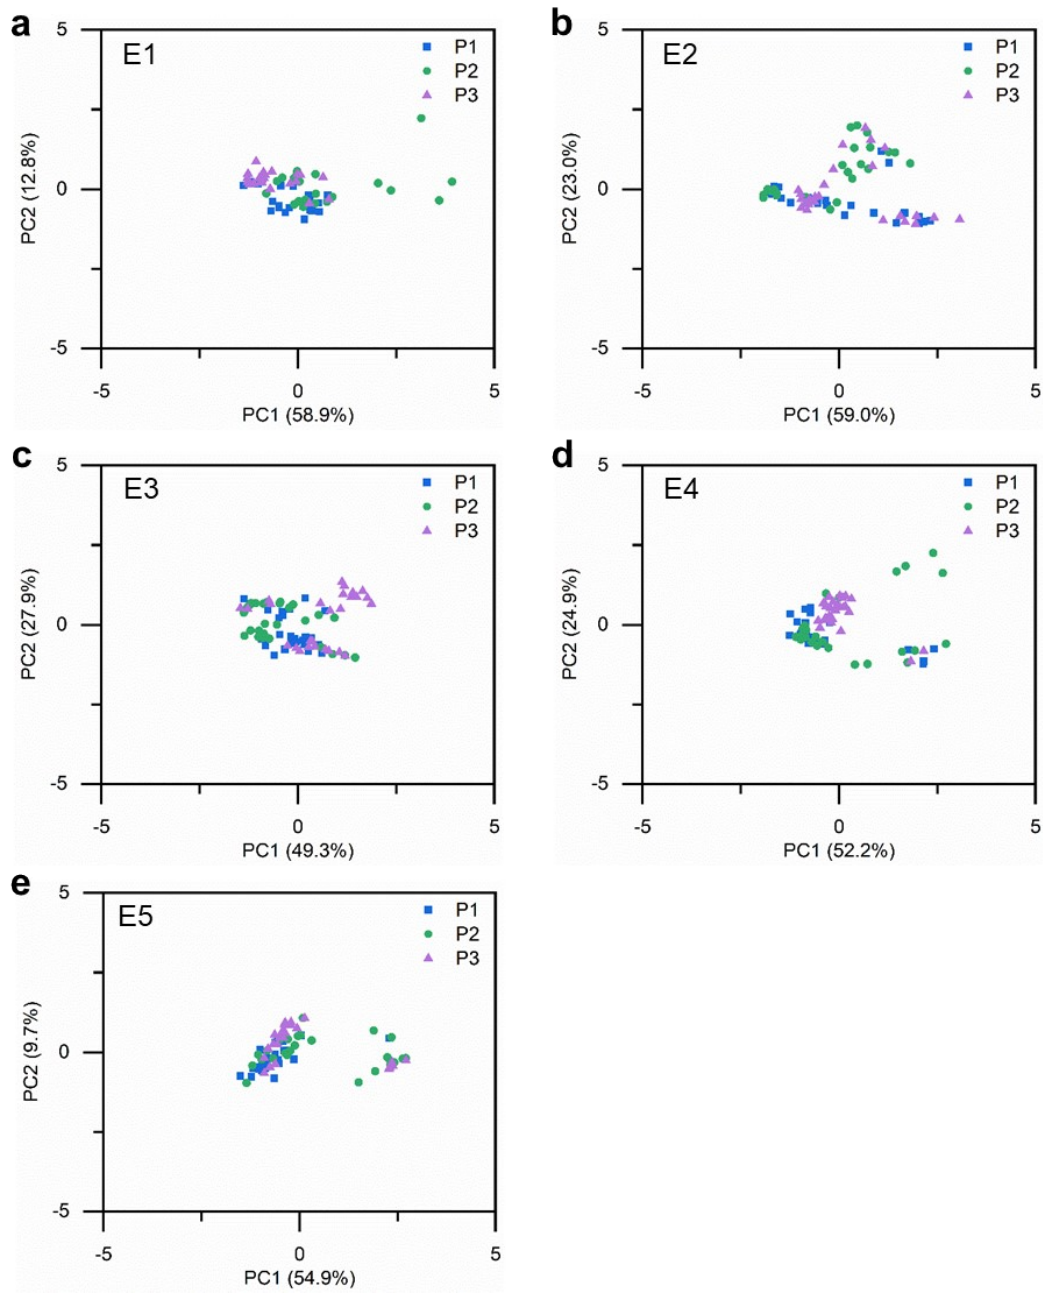 a
E1
P1
P2
P3
5
0
-5
PC2 (12.8%)
-5 0 5
PC1 (58.9%)
b
E2
P1
P2
P3
5
0
-5
PC2 (23.0%)
-5 0 5
PC1 (59.0%)
c
E3
P1
P2
P3
5
0
-5
PC2 (27.9%)
-5 0 5
PC1 (49.3%)
d
E4
P1
P2
P3
5
0
-5
PC2 (24.9%)
-5 0 5
PC1 (52.2%)
e
E5
P1
P2
P3
5
0
-5
PC2 (9.7%)
-5 0 5
PC1 (54.9%)